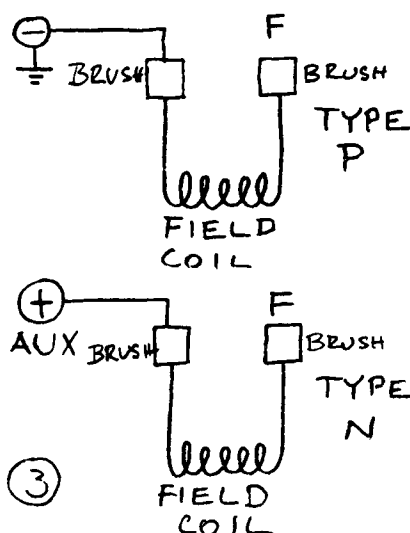 −
F
BRUSH
BRUSH
TYPE
P
FIELD
COIL
+
F
AUX
BRUSH
BRUSH
TYPE
N
3
FIELD
COIL